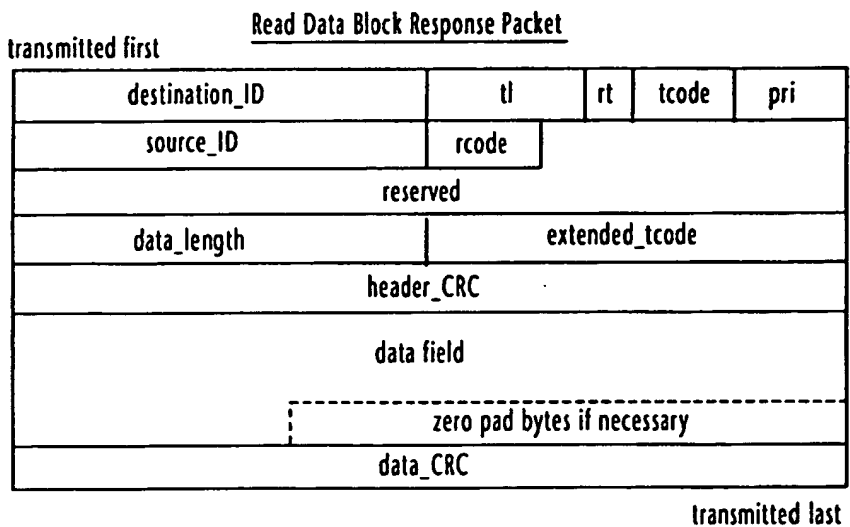 Read Data Block Response Packet
transmitted first
destination_ID tl rt tcode pri
source_ID rcode
reserved
data_length extended_tcode
header_CRC
data field
zero pad bytes if necessary
data_CRC
transmitted last